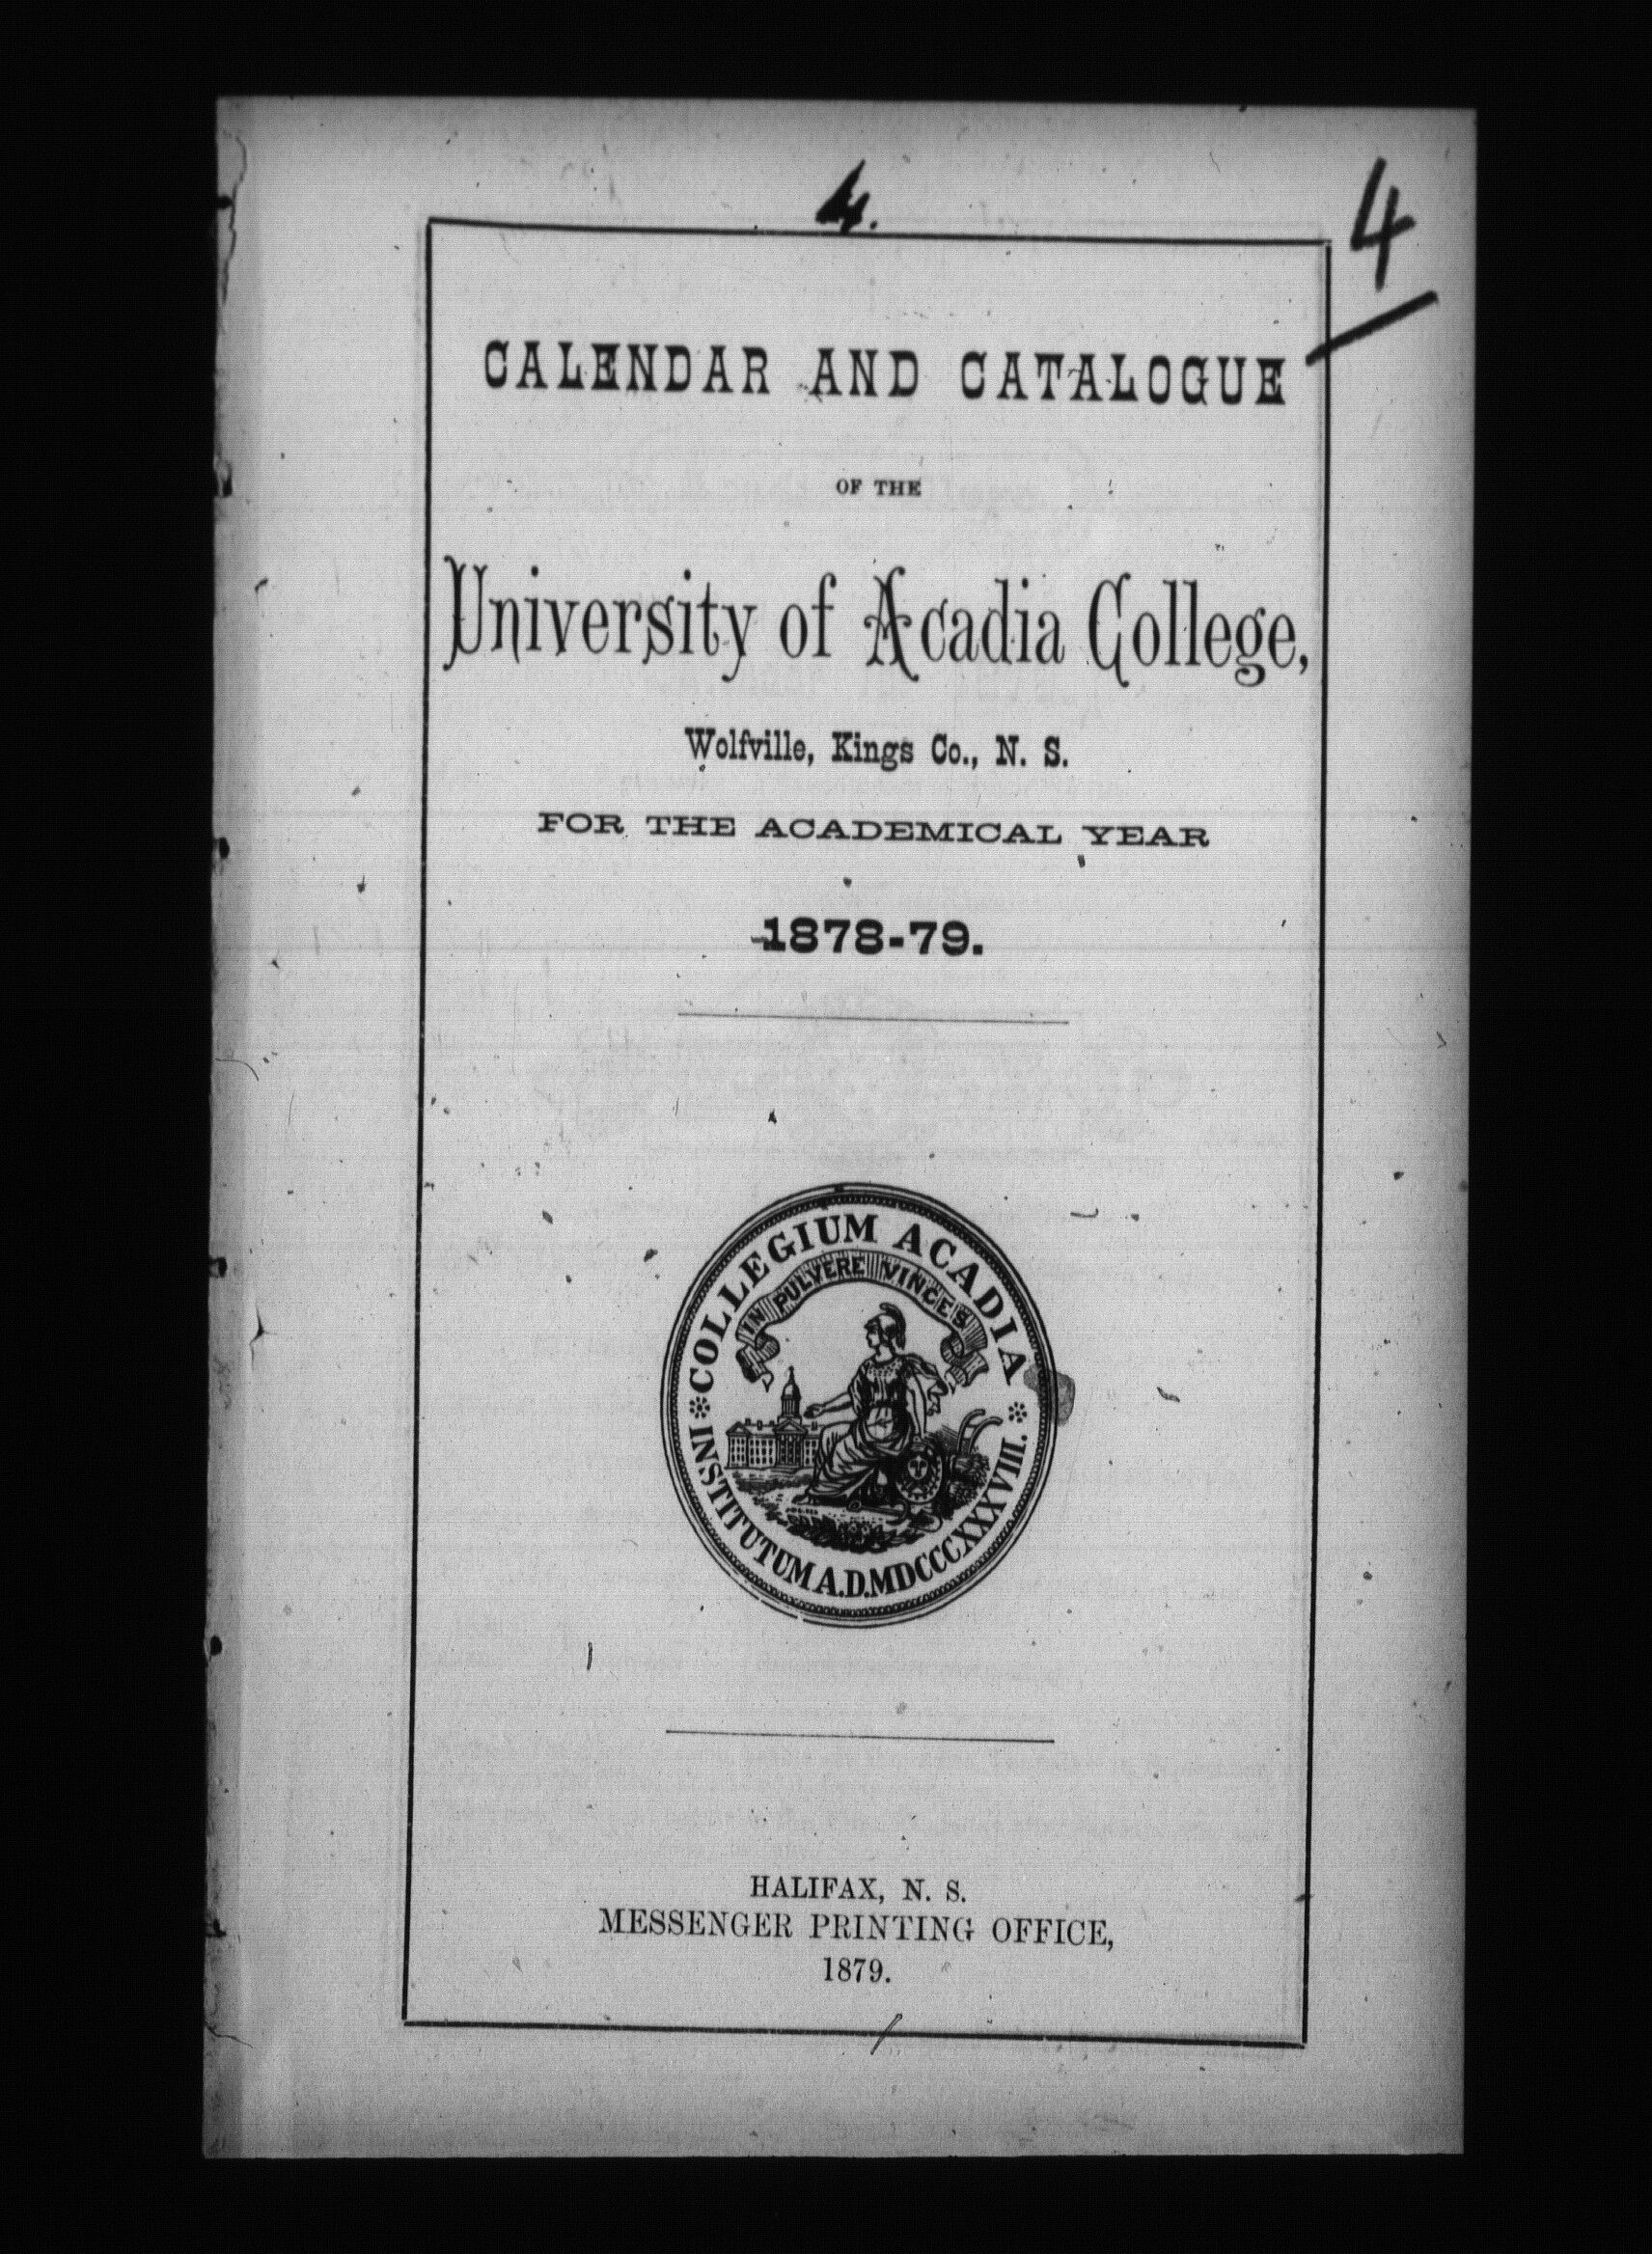 4.
4
CALENDAR AND CATALOGUE
OF THE
University of Acadia College,
Wolfville, Kings Co., N. S.
FOR THE ACADEMICAL YEAR
1878-79.
COLLEGIUM ACADIA
IN PULVERE VINCES
INSTITUTUM A.D. MDCCCXXXVIII.
HALIFAX, N. S.
MESSENGER PRINTING OFFICE,
1879.